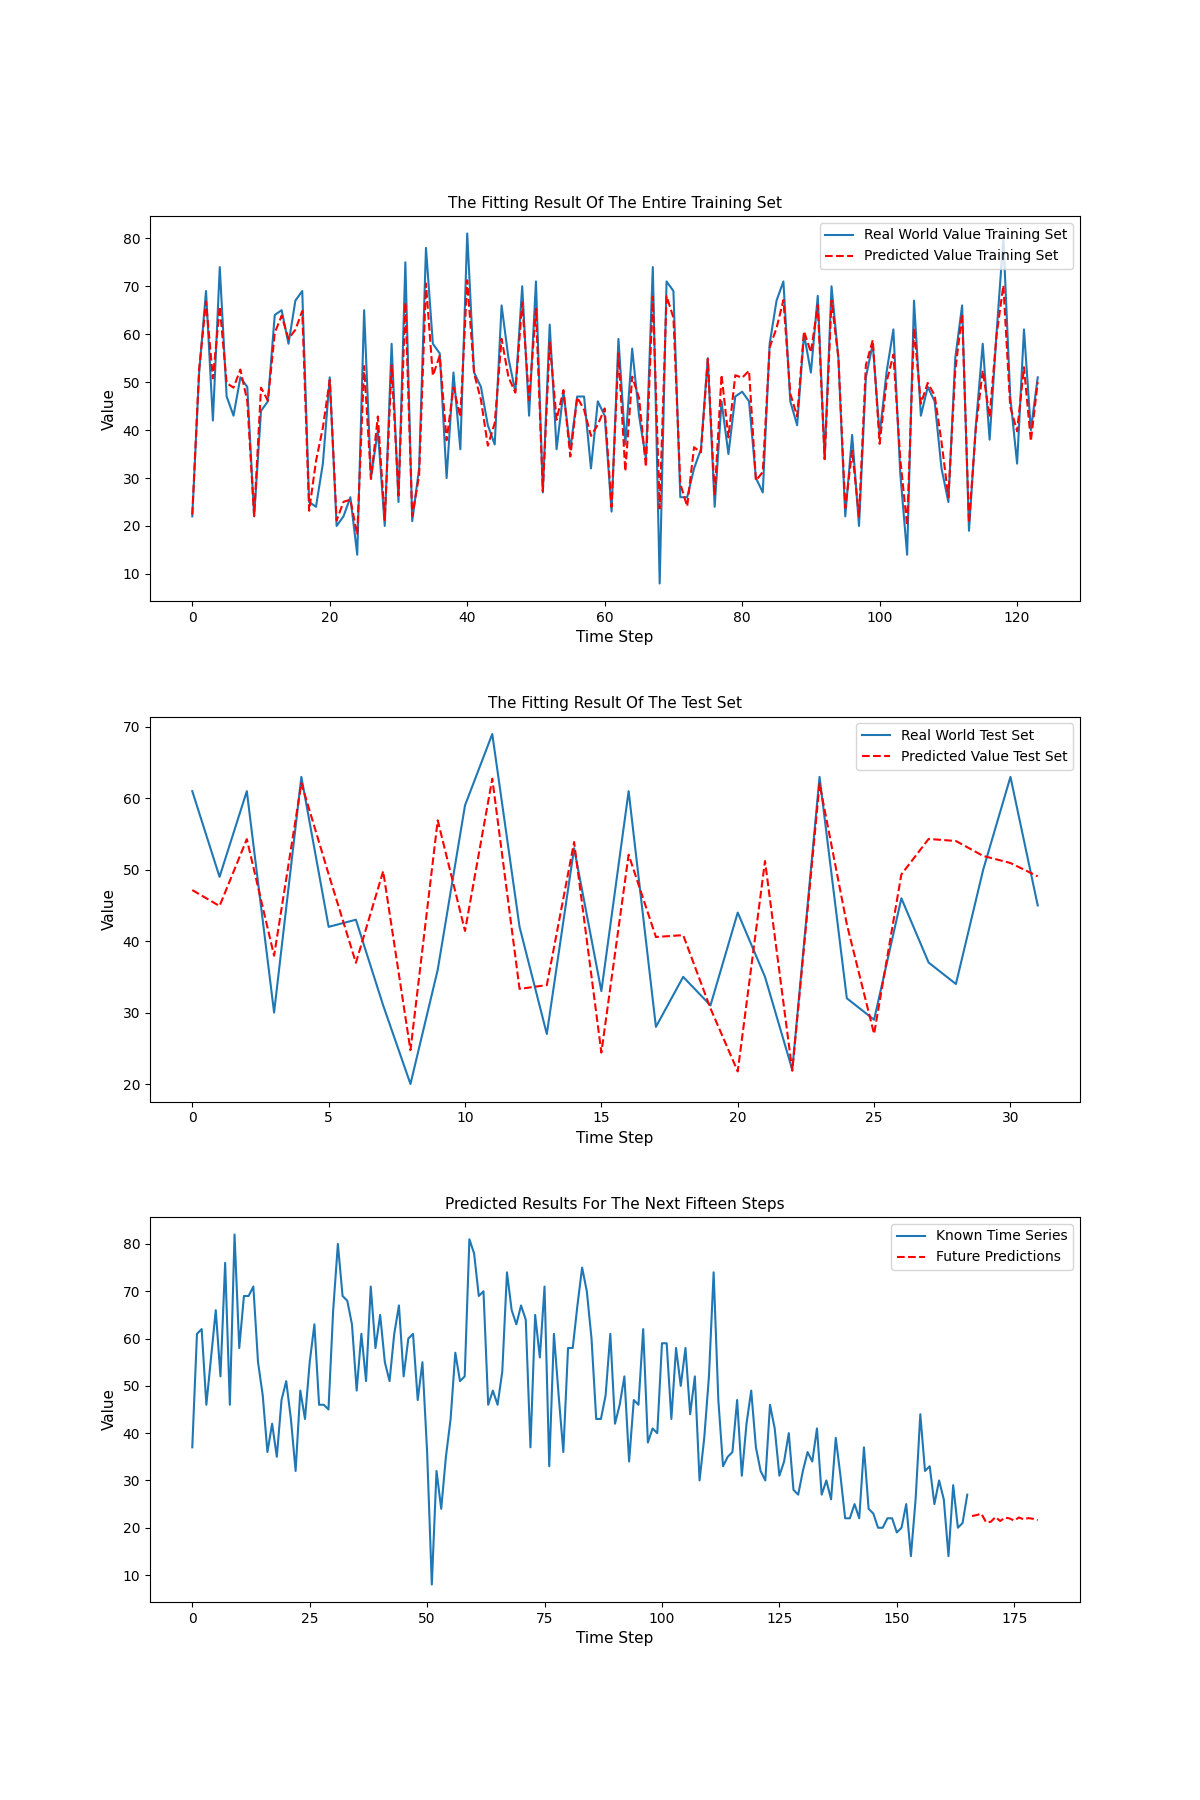 The Fitting Result Of The Entire Training Set
Real World Value Training Set
Predicted Value Training Set
Value
80
70
60
50
40
30
20
10
0 20 40 60 80 100 120
Time Step
The Fitting Result Of The Test Set
Real World Test Set
Predicted Value Test Set
Value
70
60
50
40
30
20
0 5 10 15 20 25 30
Time Step
Predicted Results For The Next Fifteen Steps
Known Time Series
Future Predictions
Value
80
70
60
50
40
30
20
10
0 25 50 75 100 125 150 175
Time Step